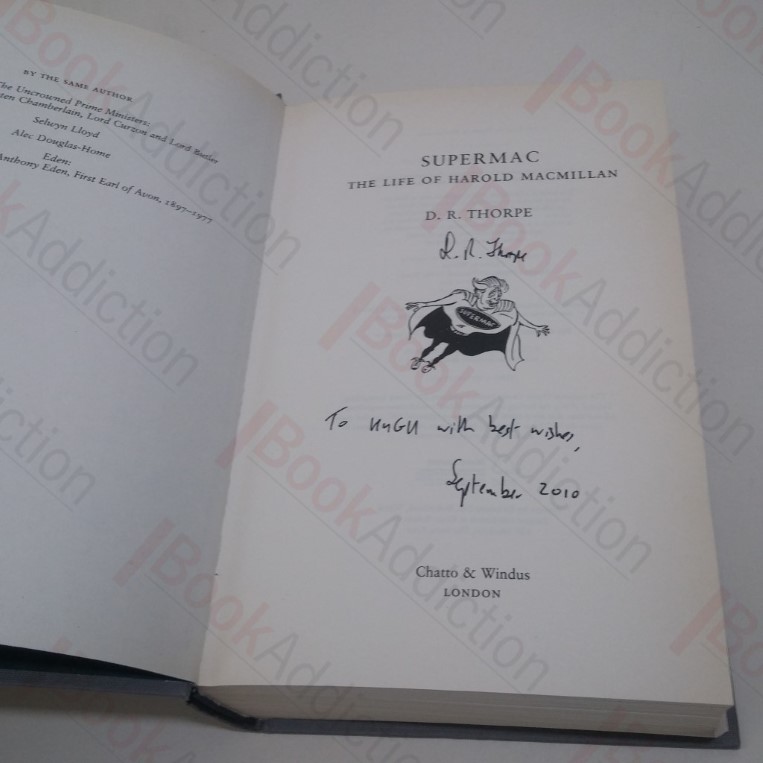 BY THE SAME AUTHOR
The Uncrowned Prime Ministers:
ten Chamberlain, Lord Curzon and Lord Butler
Selwyn Lloyd
Alec Douglas-Home
Eden:
Anthony Eden, First Earl of Avon, 1897–1977
SUPERMAC
THE LIFE OF HAROLD MACMILLAN
D. R. THORPE
D. R. Thorpe
SUPERMAC
To HUGH with best wishes,
September 2010
Chatto & Windus
LONDON
BookAddiction